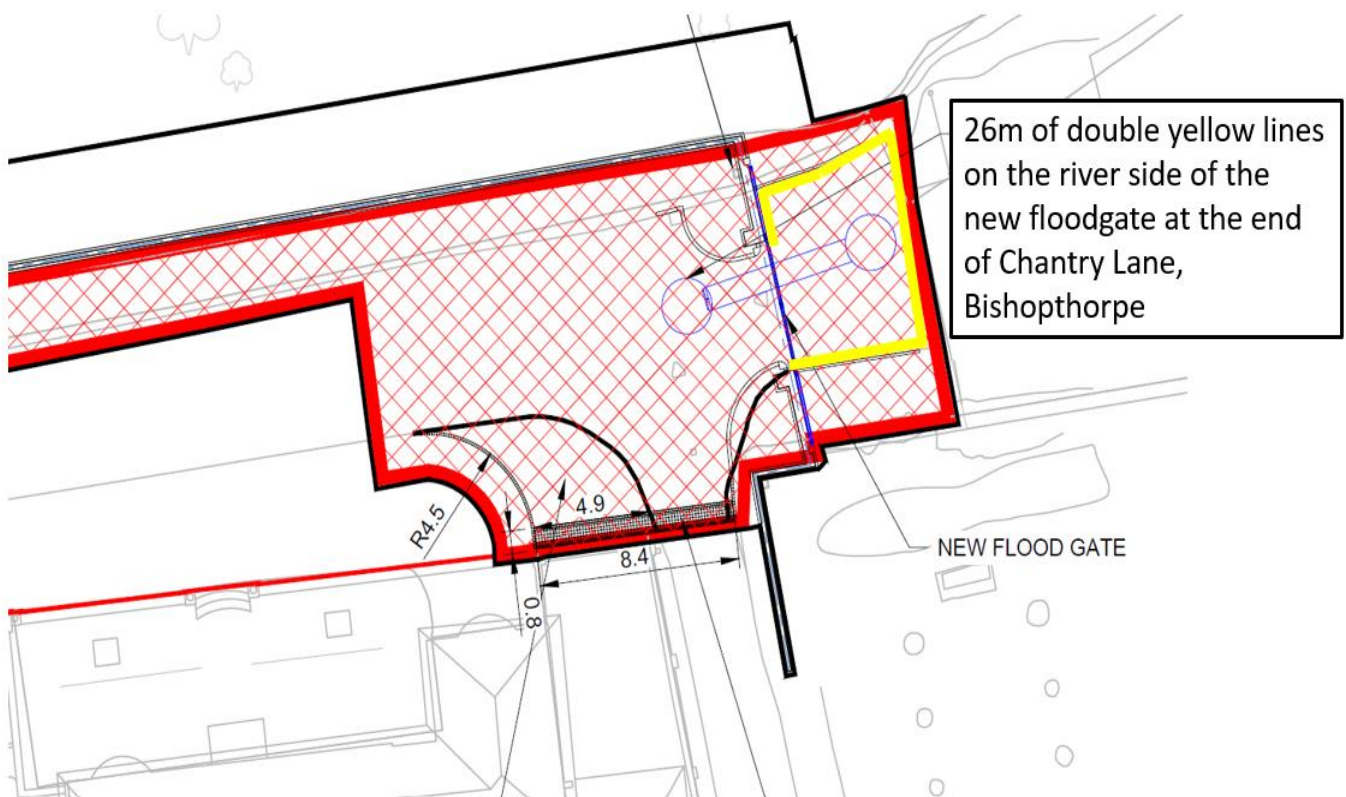 26m of double yellow lines
on the river side of the
new floodgate at the end
of Chantry Lane,
Bishopthorpe
R4.5
4.9
8.4
0.8
NEW FLOOD GATE